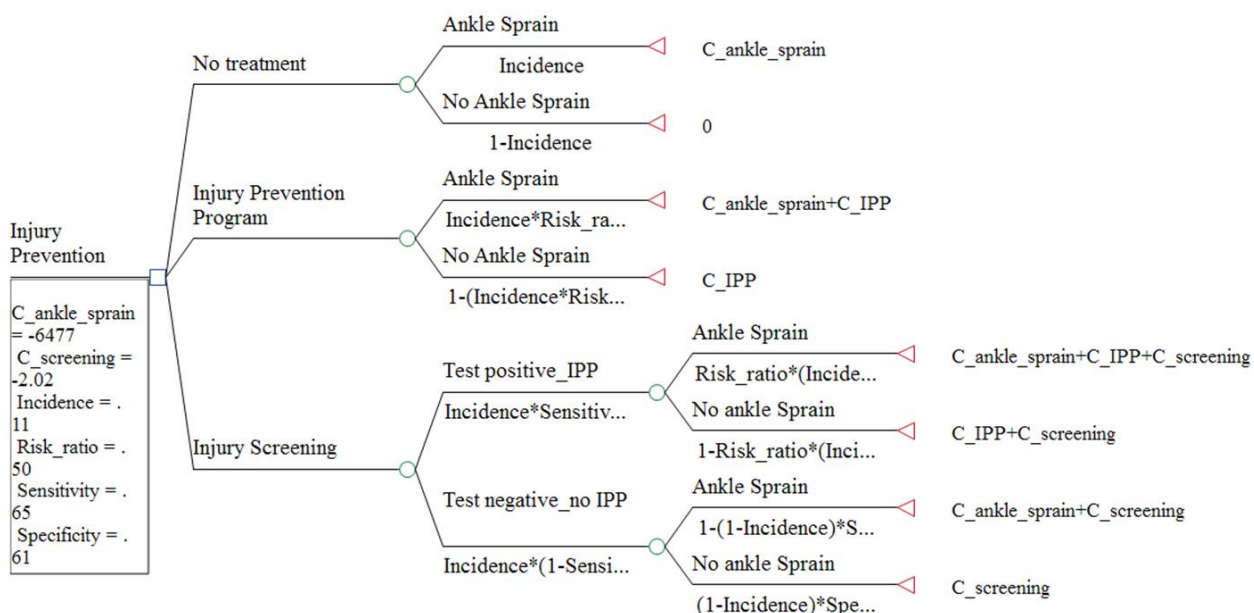 Ankle Sprain
C_ankle_sprain
No treatment
Incidence
No Ankle Sprain
0
1-Incidence
Ankle Sprain
Injury Prevention
Program
C_ankle_sprain+C_IPP
Incidence*Risk_ra...
No Ankle Sprain
C_IPP
1-(Incidence*Risk...
Injury
Prevention
C_ankle_sprain
= -6477
C_screening =
-2.02
Incidence = .
11
Risk_ratio = .
50
Sensitivity = .
65
Specificity = .
61
Injury Screening
Test positive_IPP
Incidence*Sensitiv...
Ankle Sprain
C_ankle_sprain+C_IPP+C_screening
Risk_ratio*(Incide...
No ankle Sprain
C_IPP+C_screening
1-Risk_ratio*(Inci...
Test negative_no IPP
Incidence*(1-Sensi...
Ankle Sprain
C_ankle_sprain+C_screening
1-(1-Incidence)*S...
No ankle Sprain
C_screening
(1-Incidence)*Spe...